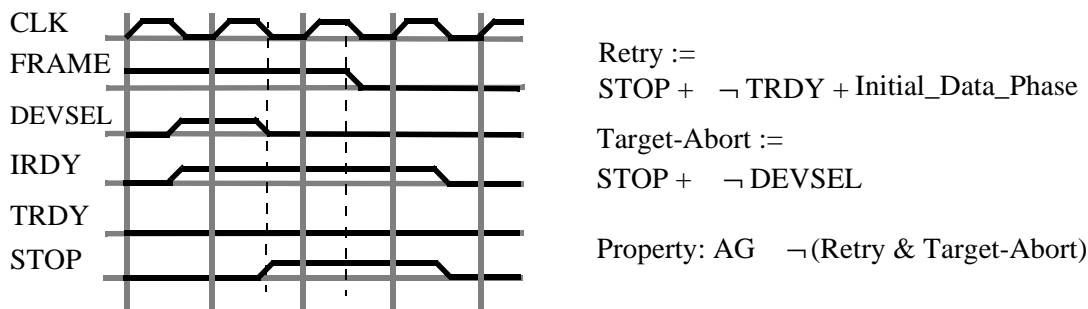 CLK
FRAME
DEVSEL
IRDY
TRDY
STOP
Retry :=
STOP + ¬ TRDY + Initial_Data_Phase
Target-Abort :=
STOP + ¬ DEVSEL
Property: AG ¬ (Retry & Target-Abort)